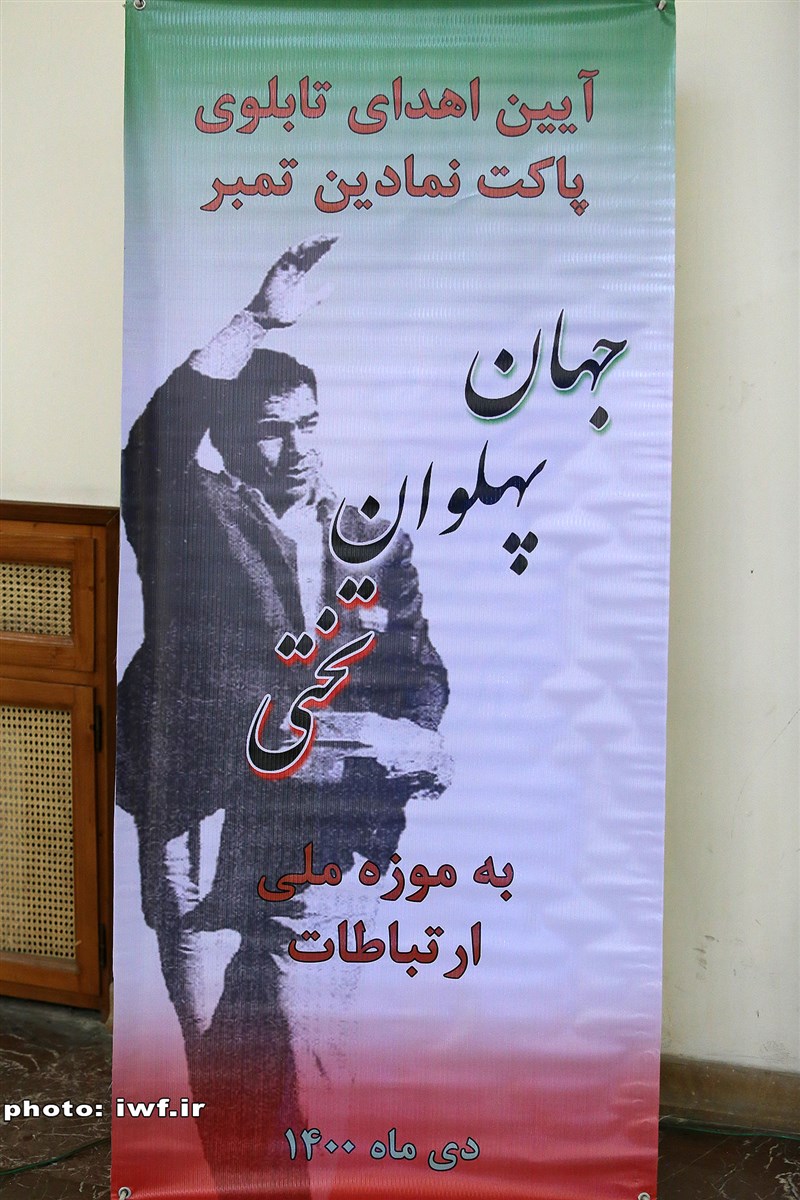 آیین اهدای تابلوی
پاکت نمادین تمبر
جهان
پهلوان
تختی
به موزه ملی
ارتباطات
دی ماه ۱۴۰۰
photo: iwf.ir